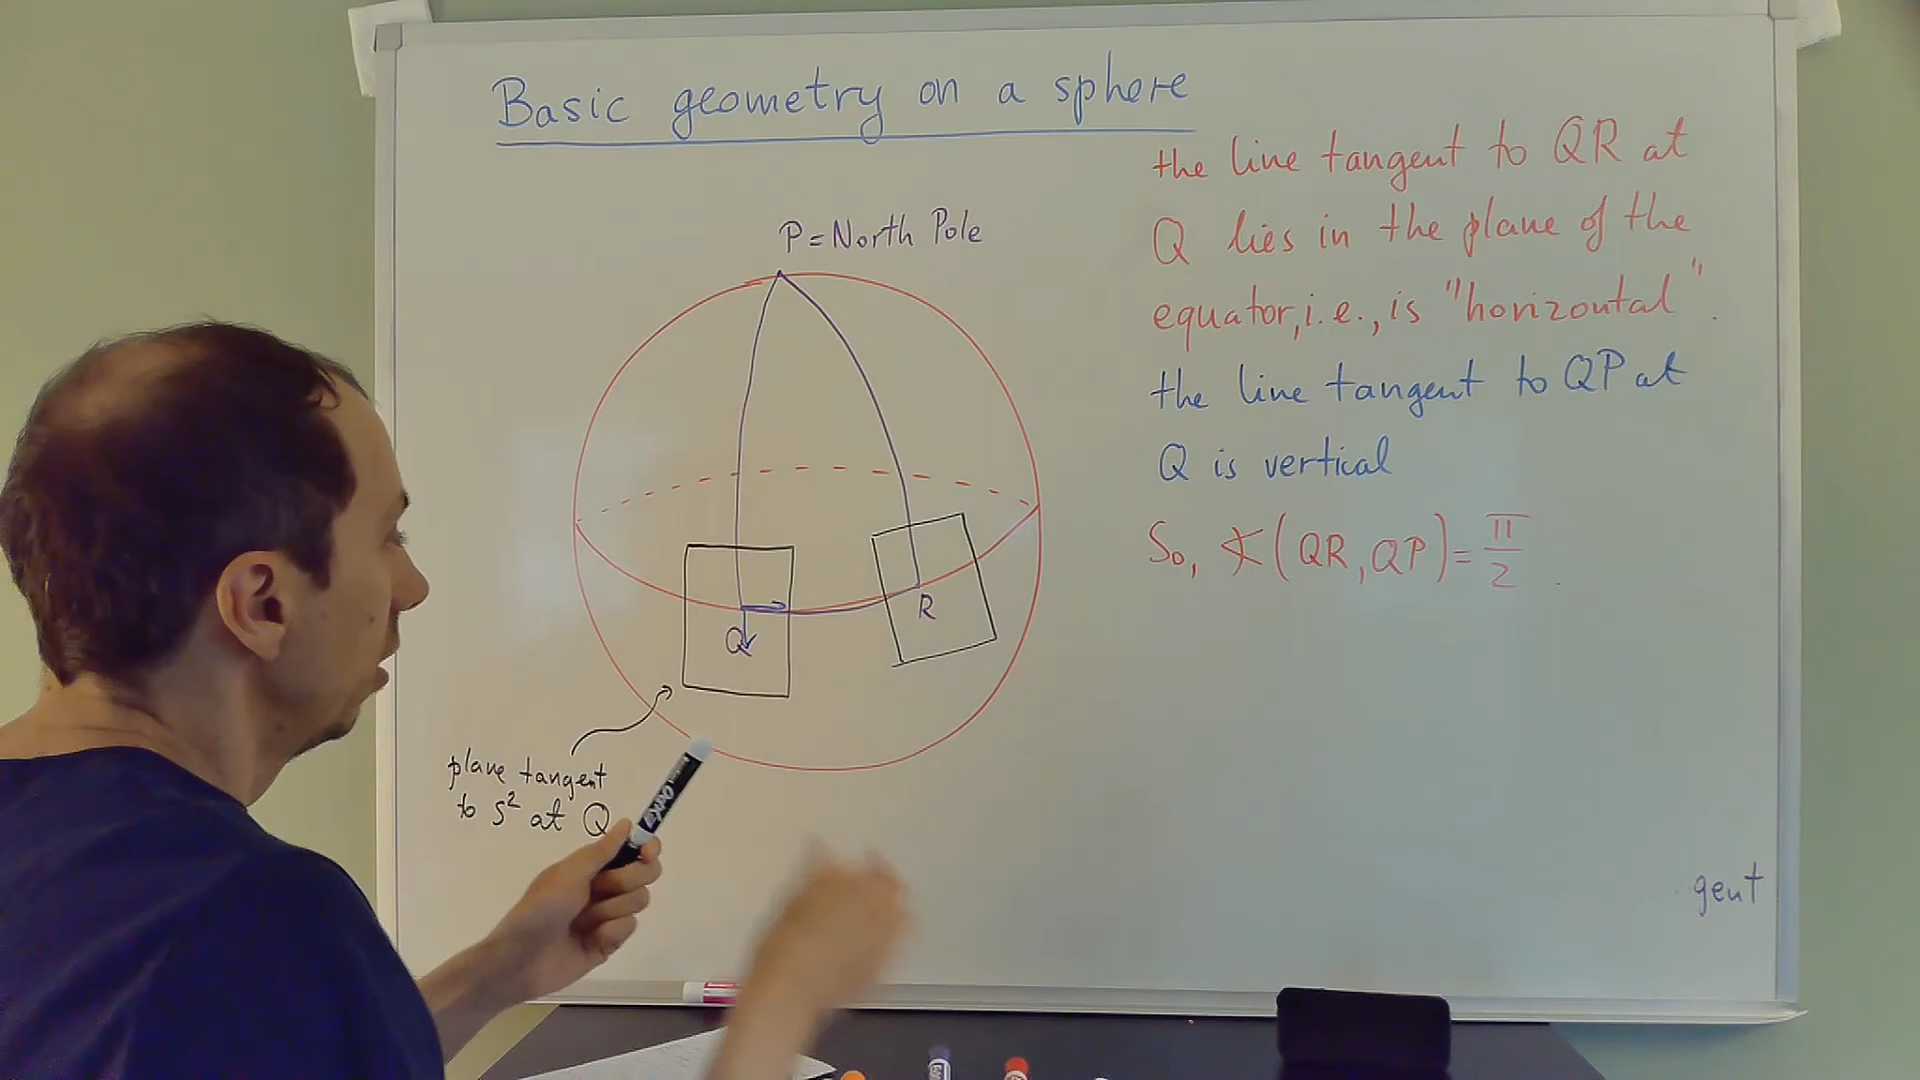 Basic geometry on a sphere
the line tangent to QR at
Q lies in the plane of the
equator, i.e., is "horizontal".
the line tangent to QP at
Q is vertical
So, ∢(QR, QP) = π/2.
P = North Pole
Q
R
plane tangent
to S² at Q
gent